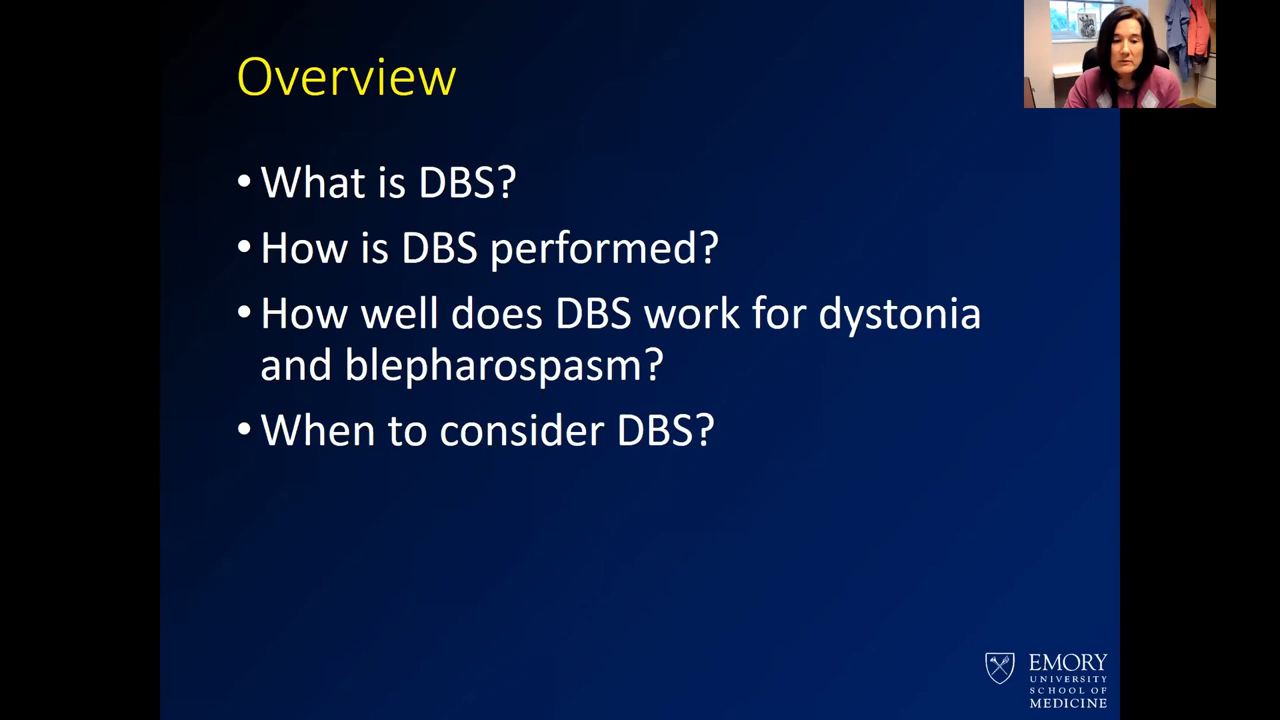 Overview
• What is DBS?
• How is DBS performed?
• How well does DBS work for dystonia
and blepharospasm?
• When to consider DBS?
EMORY
UNIVERSITY
SCHOOL OF
MEDICINE